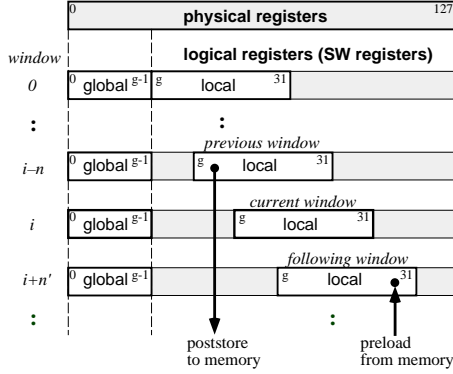 0 physical registers 127
logical registers (SW registers)
window
0 0 global g-1 g local 31
: :
previous window
i–n 0 global g-1 g local 31
current window
i 0 global g-1 g local 31
following window
i+n' 0 global g-1 g local 31
: :
poststore preload
to memory from memory